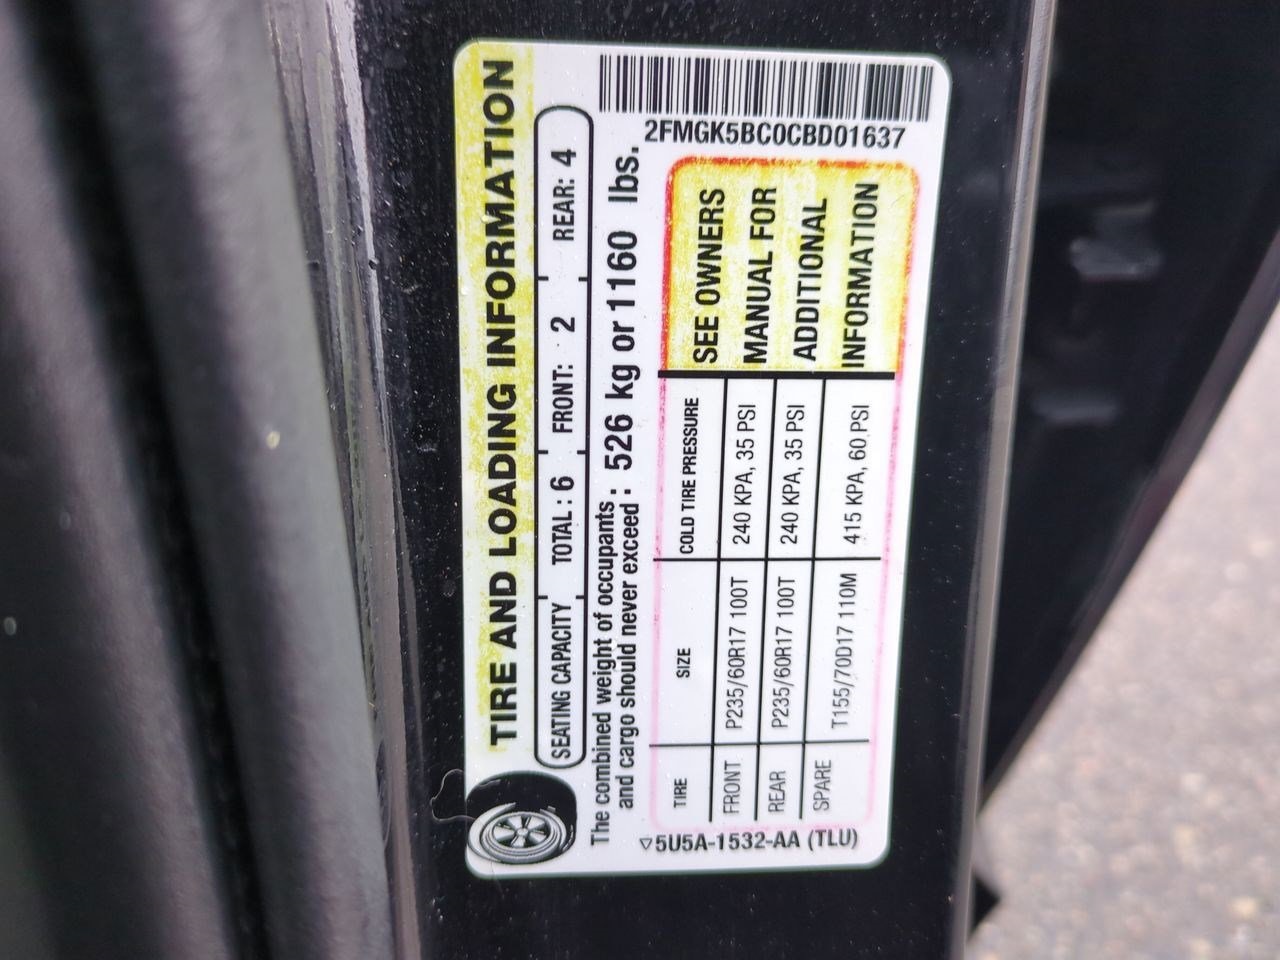 TIRE AND LOADING INFORMATION
SEATING CAPACITY TOTAL : 6 FRONT: 2 REAR: 4
The combined weight of occupants : 526 kg or 1160 lbs.
and cargo should never exceed :
2FMGK5BC0CBD01637
TIRE SIZE COLD TIRE PRESSURE
FRONT P235/60R17 100T 240 KPA, 35 PSI
REAR P235/60R17 100T 240 KPA, 35 PSI
SPARE T155/70D17 110M 415 KPA, 60 PSI
SEE OWNERS
MANUAL FOR
ADDITIONAL
INFORMATION
▽5U5A-1532-AA (TLU)